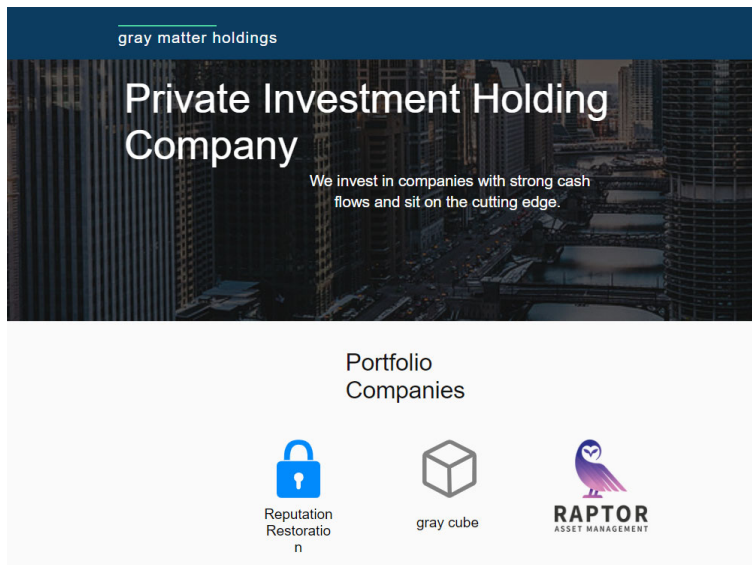 gray matter holdings
Private Investment Holding
Company
We invest in companies with strong cash
flows and sit on the cutting edge.
Portfolio
Companies
Reputation
Restoratio
n
gray cube
RAPTOR
ASSET MANAGEMENT